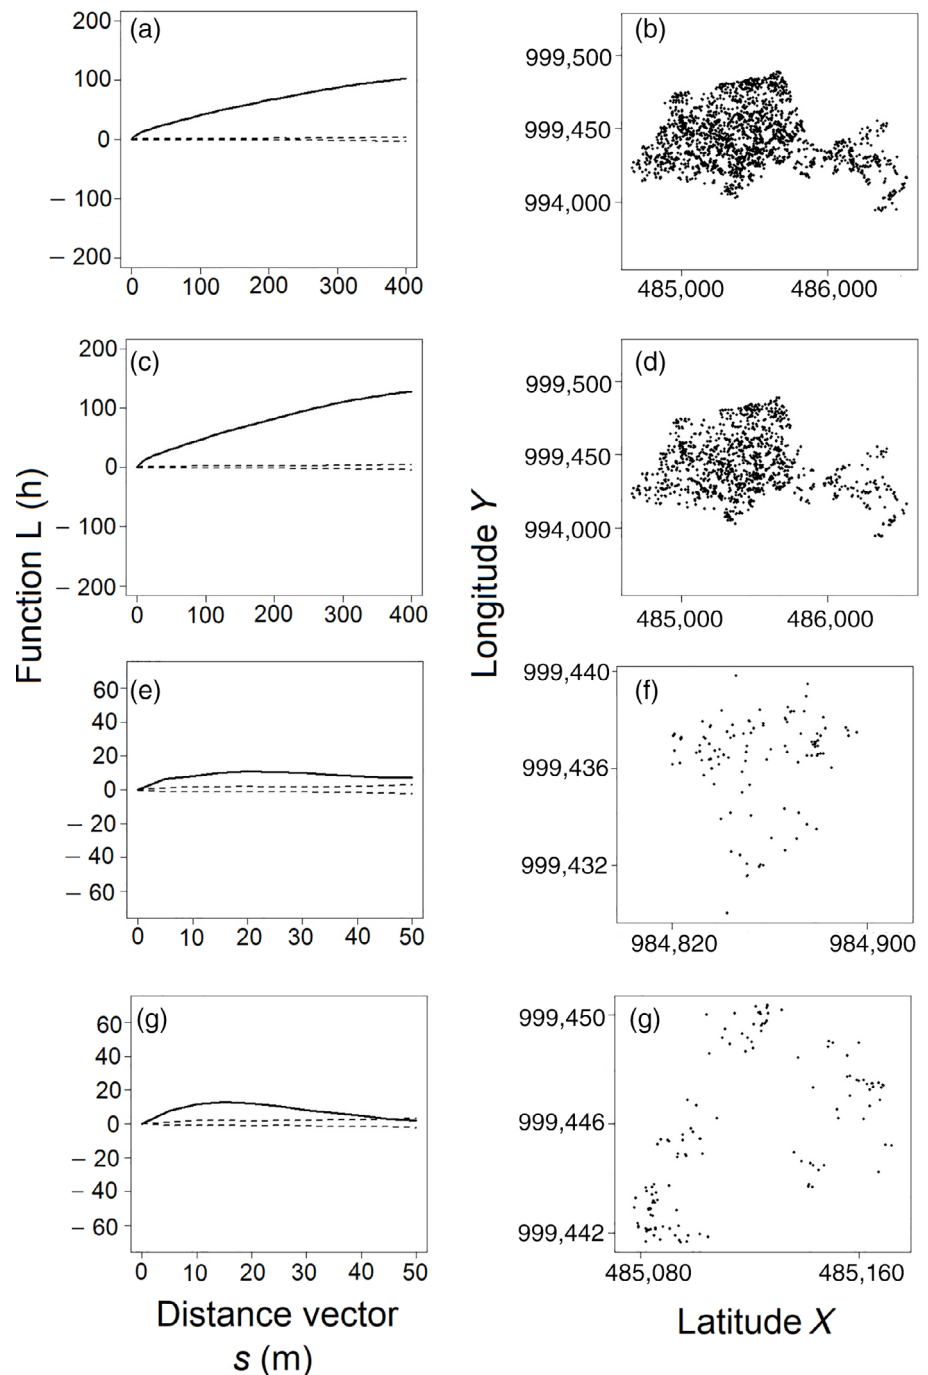 (a)
200
100
0
– 100
– 200
0 100 200 300 400
(b)
999,500
999,450
994,000
485,000 486,000
(c)
200
100
0
– 100
– 200
0 100 200 300 400
(d)
999,500
999,450
994,000
485,000 486,000
Function L (h)
Longitude Y
(e)
60
40
20
0
– 20
– 40
– 60
0 10 20 30 40 50
(f)
999,440
999,436
999,432
984,820 984,900
(g)
60
40
20
0
– 20
– 40
– 60
0 10 20 30 40 50
(g)
999,450
999,446
999,442
485,080 485,160
Distance vector
s (m)
Latitude X